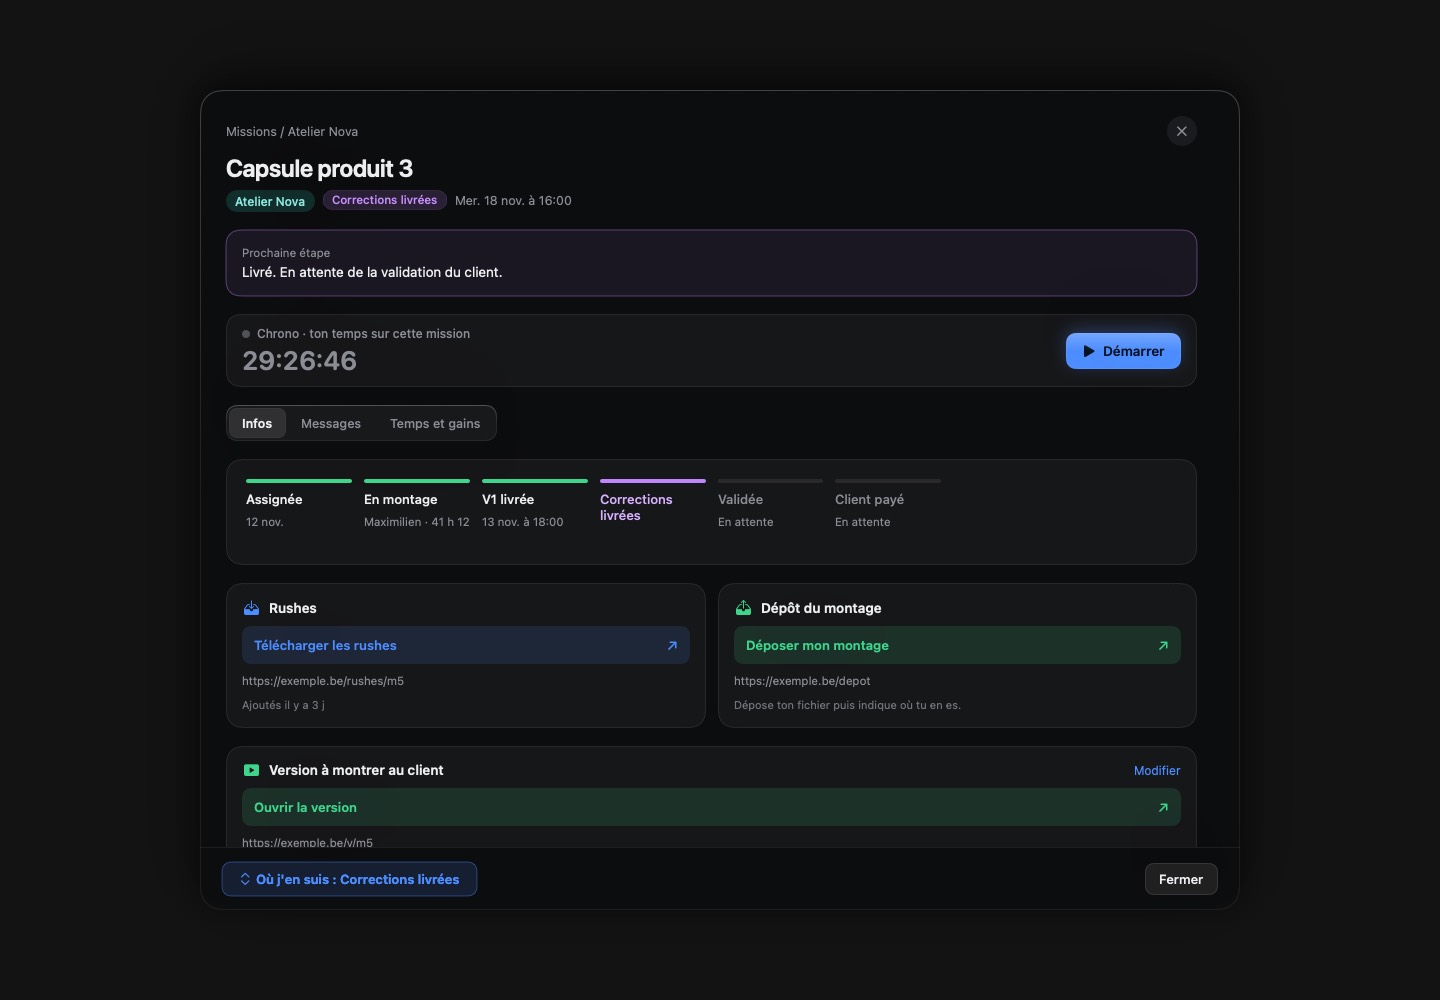 Missions / Atelier Nova
Capsule produit 3
Atelier Nova Corrections livrées Mer. 18 nov. à 16:00
Prochaine étape
Livré. En attente de la validation du client.
Chrono · ton temps sur cette mission
29:26:46
Démarrer
Infos Messages Temps et gains
Assignée En montage V1 livrée Corrections livrées Validée Client payé
12 nov. Maximilien · 41 h 12 13 nov. à 18:00 En attente En attente
Rushes
Télécharger les rushes
https://exemple.be/rushes/m5
Ajoutés il y a 3 j
Dépôt du montage
Déposer mon montage
https://exemple.be/depot
Dépose ton fichier puis indique où tu en es.
Version à montrer au client Modifier
Ouvrir la version
https://exemple.be/v/m5
Où j'en suis : Corrections livrées Fermer